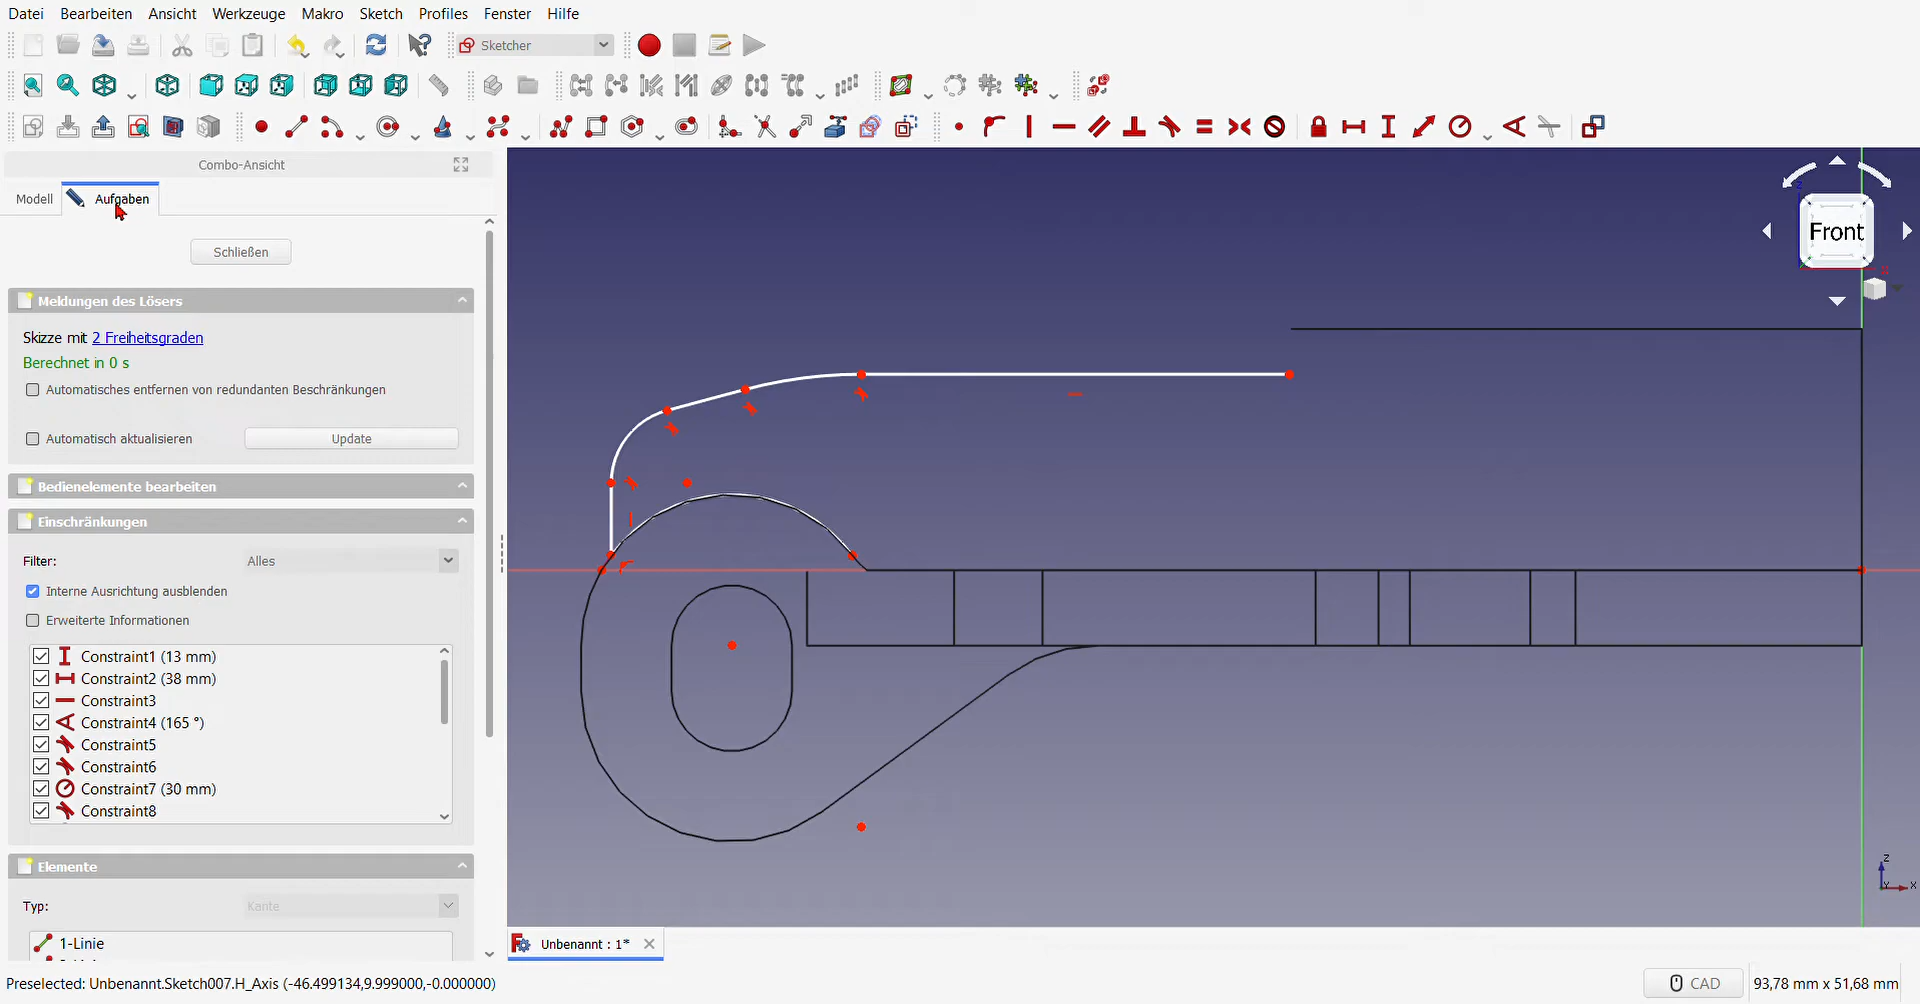 Datei Bearbeiten Ansicht Werkzeuge Makro Sketch Profiles Fenster Hilfe
Sketcher
Combo-Ansicht
Modell Aufgaben
Schließen
Meldungen des Lösers
Skizze mit 2 Freiheitsgraden
Berechnet in 0 s
Automatisches entfernen von redundanten Beschränkungen
Automatisch aktualisieren Update
Bedienelemente bearbeiten
Einschränkungen
Filter: Alles
Interne Ausrichtung ausblenden
Erweiterte Informationen
Constraint1 (13 mm)
Constraint2 (38 mm)
Constraint3
Constraint4 (165 °)
Constraint5
Constraint6
Constraint7 (30 mm)
Constraint8
Elemente
Typ: Kante
1-Linie
Front
z
x
Z
Y
X
Unbenannt : 1*
Preselected: Unbenannt.Sketch007.H_Axis (-46.499134,9.999000,-0.000000)
CAD
93,78 mm x 51,68 mm